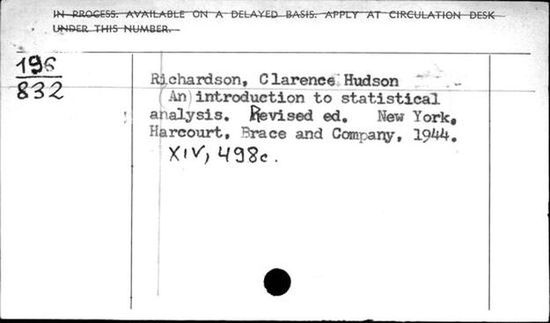 IN PROCESS. AVAILABLE ON A DELAYED BASIS. APPLY AT CIRCULATION DESK
UNDER THIS NUMBER.
196
832
Richardson, Clarence Hudson
(An) introduction to statistical
analysis. Revised ed. New York,
Harcourt, Brace and Company, 1944.
XIV, 498c.